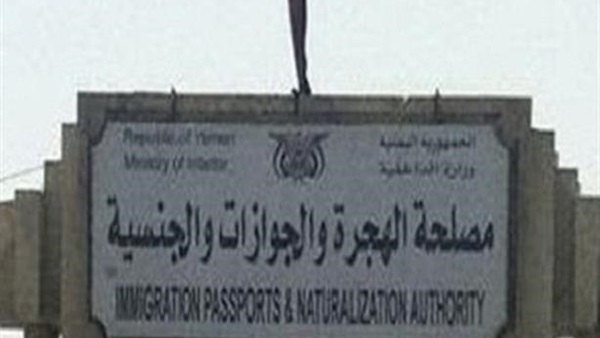 Republic of Yemen
Ministry of Interior
الجمهورية اليمنية
وزارة الداخلية
مصلحة الهجرة والجوازات والجنسية
IMMIGRATION PASSPORTS & NATURALIZATION AUTHORITY